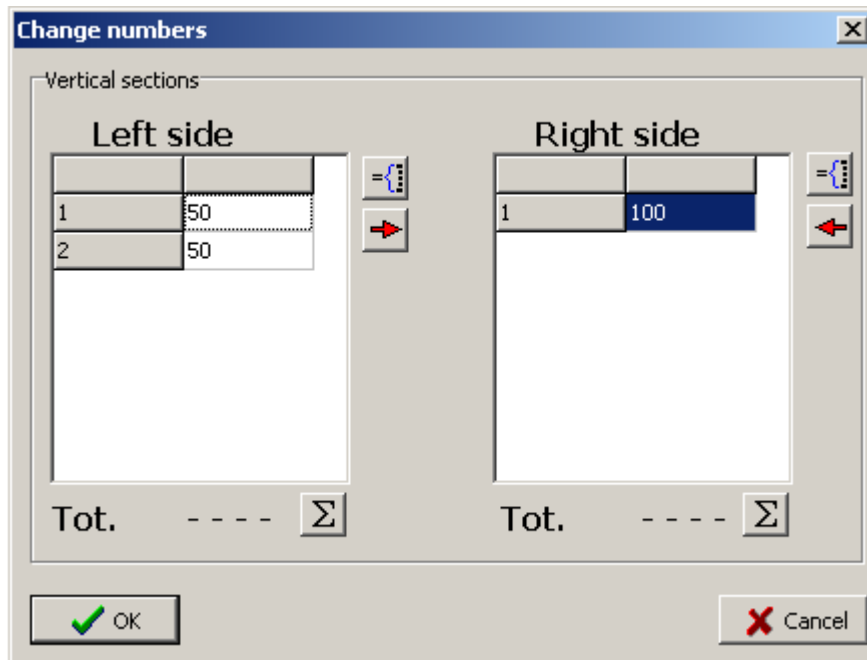 Change numbers
Vertical sections
Left side
Right side
={
={
1 50
1 100
2 50
Tot. - - - - Σ
Tot. - - - - Σ
OK
Cancel